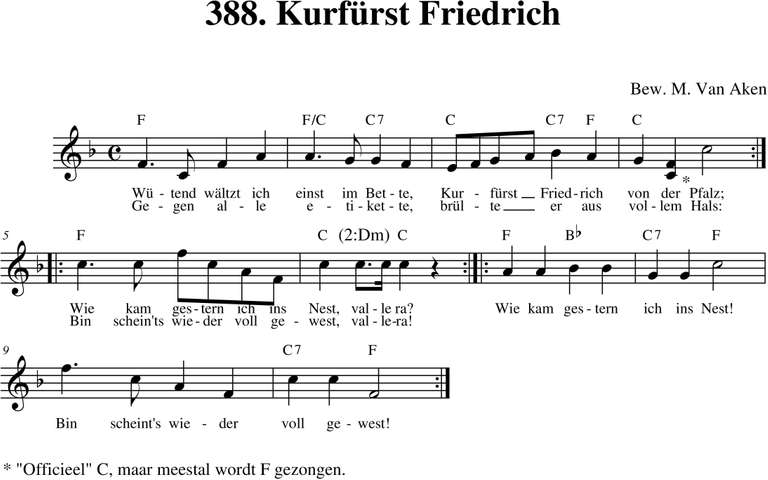 388. Kurfürst Friedrich
Bew. M. Van Aken
F F/C C7 C C7 F C
Wü - tend wältzt ich einst im Bet - te, Kur - fürst Fried - rich von der Pfalz;
Ge - gen al - le e - ti - ket - te, brül - te er aus vol - lem Hals:
*
5 F C (2:Dm) C F B♭ C7 F
Wie kam ges - tern ich ins Nest, val - le ra? Wie kam ges - tern ich ins Nest!
Bin schein'ts wie - der voll ge - west, val - le - ra!
9 C7 F
Bin scheint's wie - der voll ge - west!
* "Officieel" C, maar meestal wordt F gezongen.